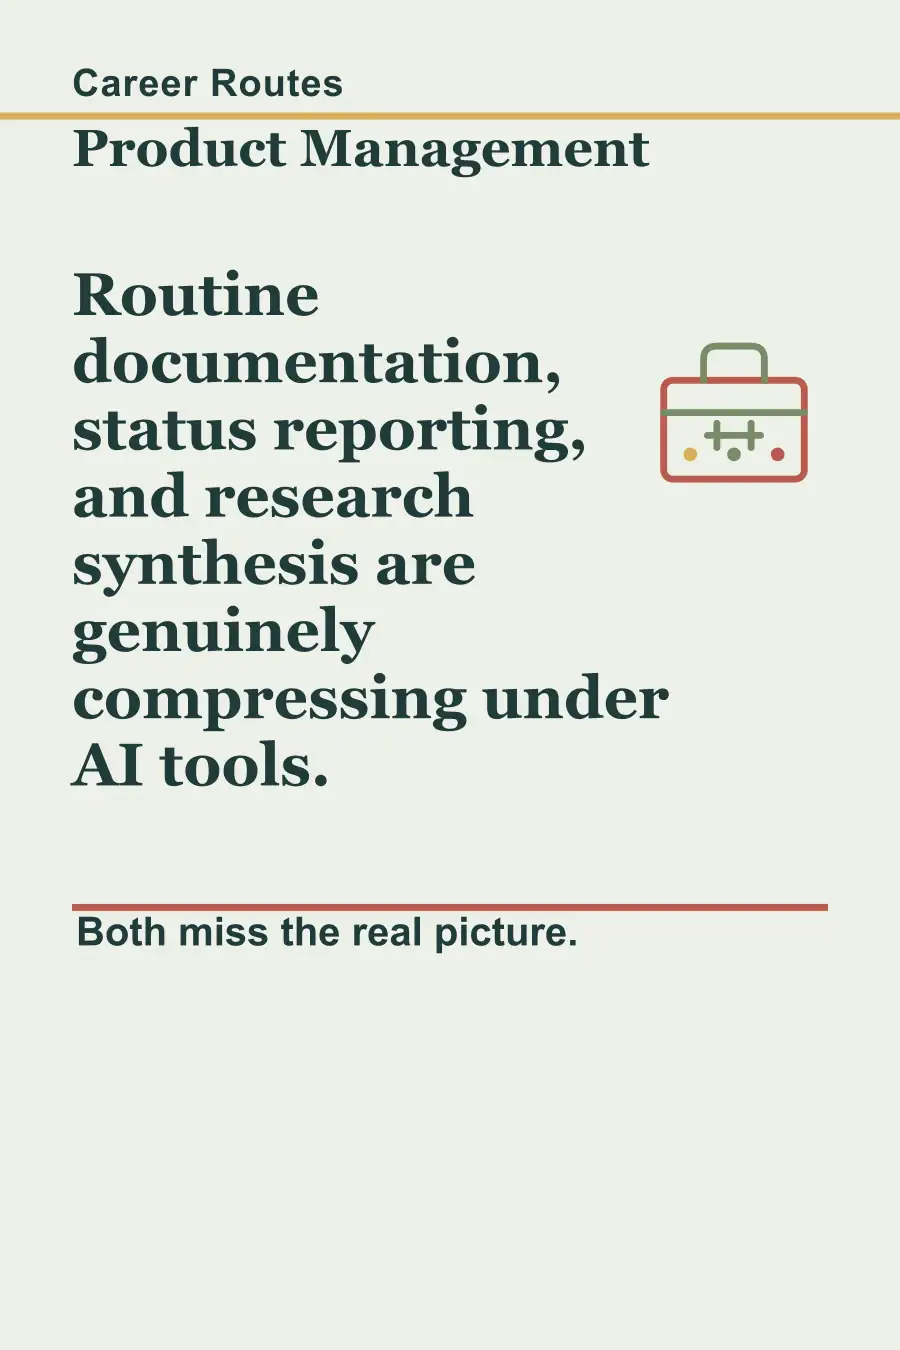 Career Routes
Product Management
Routine
documentation,
status reporting,
and research
synthesis are
genuinely
compressing under
AI tools.
Both miss the real picture.